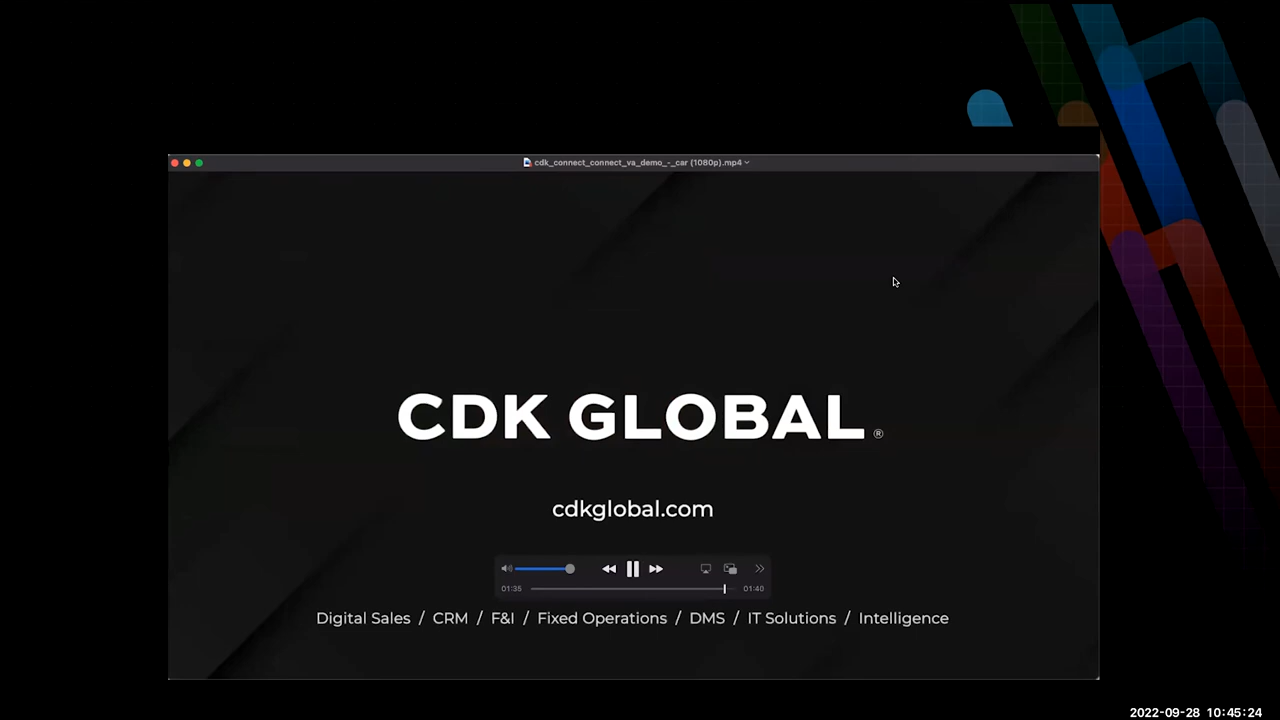 cdk_connect_connect_va_demo_-_car (1080p).mp4
CDK GLOBAL®
cdkglobal.com
01:35 01:40
Digital Sales / CRM / F&I / Fixed Operations / DMS / IT Solutions / Intelligence
2022-09-28 10:45:24